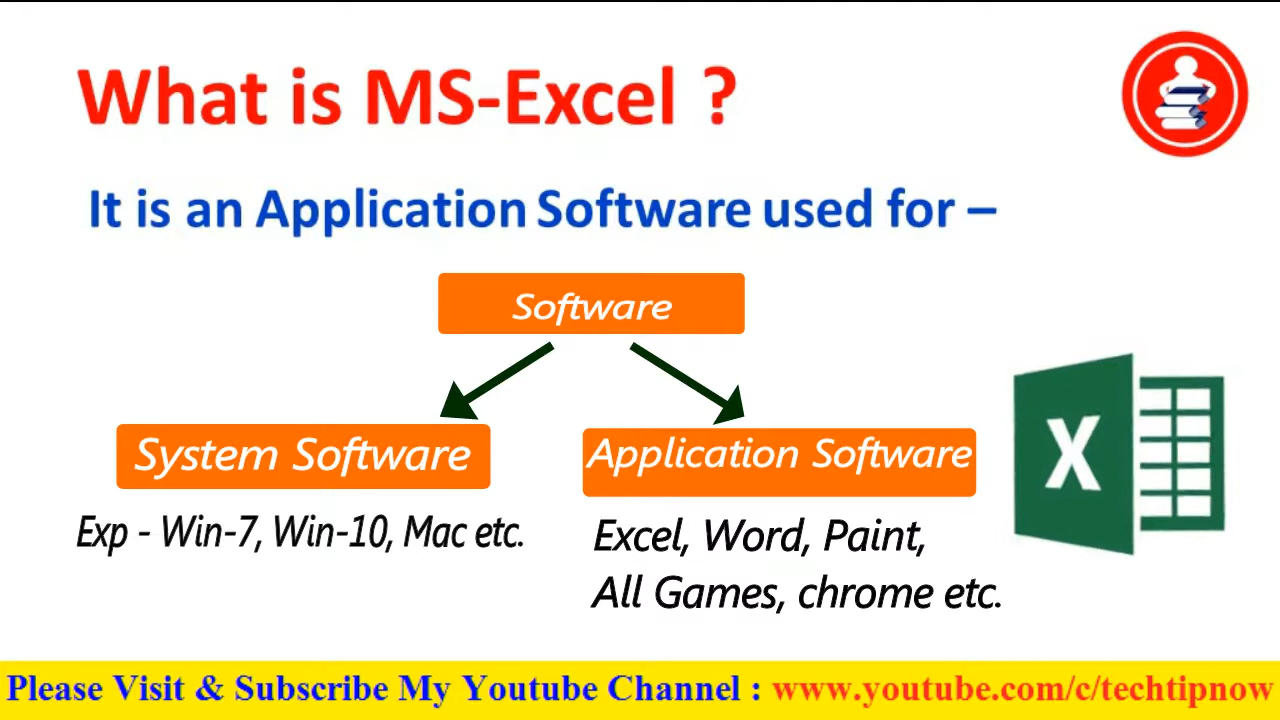 What is MS-Excel ?
It is an Application Software used for –
Software
System Software
Application Software
Exp - Win-7, Win-10, Mac etc.
Excel, Word, Paint,
All Games, chrome etc.
X
Please Visit & Subscribe My Youtube Channel : www.youtube.com/c/techtipnow